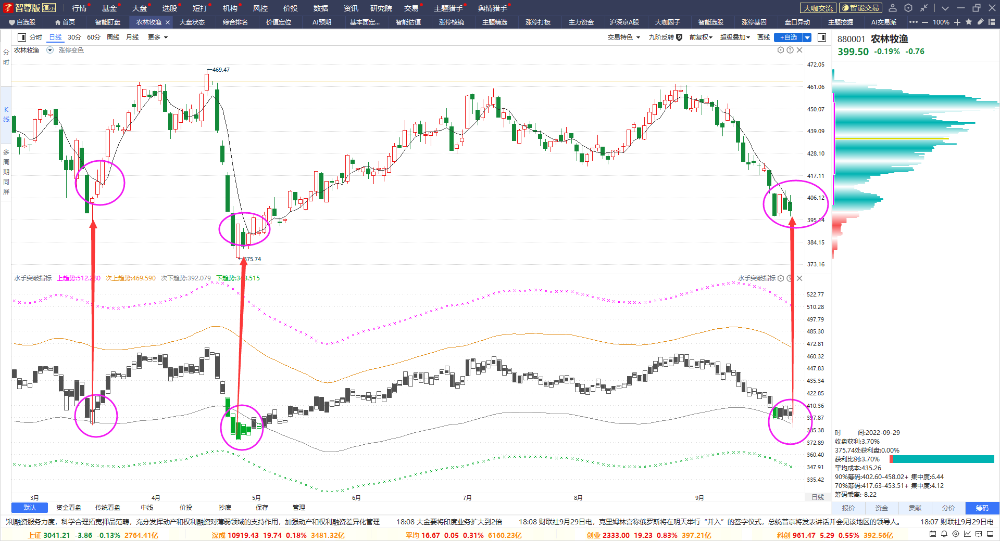 智尊版 演示 行情 基金 大盘 选股 短打 机构 风控 价投 数据 资讯 研究院 交易 主题猎手 舆情猎手 大咖交流 智能交易
自选股 首页 智能盯盘 农林牧渔 大盘状态 综合排名 价值定位 AI预期 基本面定... 智能估值 涨停棱镜 主题精选 涨停打板 主力资金 沪深京A股 大咖圈子 智能选股 涨停基因 盘口异动 主题挖掘 AI交易派 100%
分时 日线 30分 60分 周线 月线 更多 交易特色 九阶反转 9 前复权 超级叠加 画线 +自选
880001 农林牧渔
399.50 -0.19% -0.76
农林牧渔 涨停变色
分时
K线
多周期同屏
469.47
375.74
472.05
461.06
450.07
439.09
428.10
417.11
406.12
395.14
384.15
373.16
水手突破指标 上趋势:512.280 次上趋势:469.590 次下趋势:392.079 下趋势:348.515 水手突破指标
522.77
510.28
497.79
485.30
472.81
460.32
447.83
435.34
422.85
410.36
397.87
385.38
372.89
360.40
347.91
335.42
3月 4月 5月 6月 7月 8月 9月 日线
时 间:2022-09-29
收盘获利:3.70%
375.74处获利盘:0.00%
获利比例:3.70%
平均成本:435.26
90%筹码:402.60-458.02+ 集中度:6.44
70%筹码:417.63-453.51+ 集中度:4.12
筹码乖离:-8.22
默认 资金看盘 传统看盘 中线 价投 抄底 保存 管理 报价 资金 贡献 分价 筹码
利融资服务力度，科学合理拓宽押品范畴，充分发挥动产和权利融资对薄弱领域的支持作用，加强动产和权利融资差异化管理 18:08 大金要将印度业务扩大到2倍 18:08 财联社9月29日电，克里姆林宫称俄罗斯将在明天举行“并入”的签字仪式，总统普京将发表讲话并会见该地区的领导人。 18:07 财联社9月29日电
上证 3041.21 -3.86 -0.13% 2764.41亿 深成 10919.43 19.74 0.18% 3481.32亿 平均 16.67 0.05 0.31% 6160.23亿 创业 2333.00 19.23 0.83% 397.21亿 科创 961.47 5.29 0.55% 392.56亿